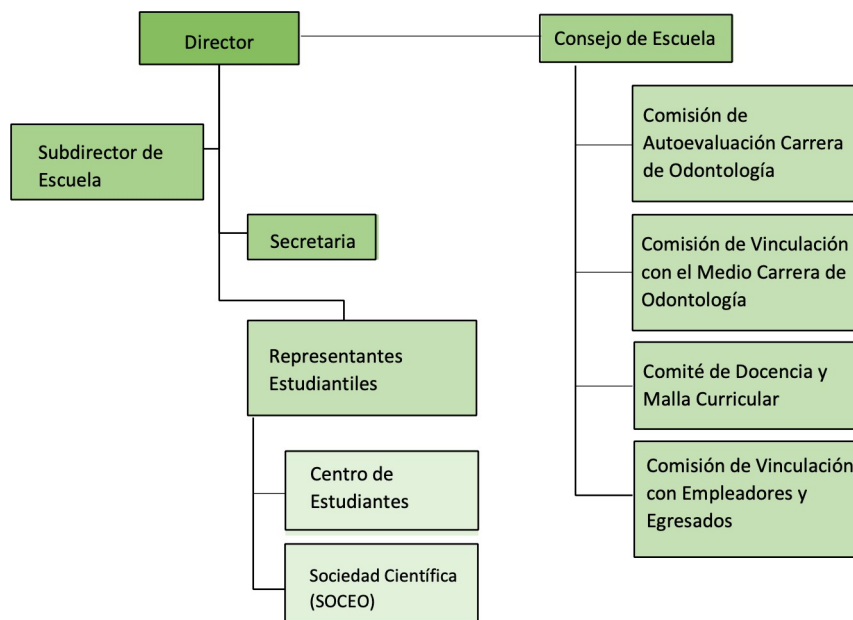 Director
Consejo de Escuela
Subdirector de
Escuela
Secretaria
Representantes
Estudiantiles
Centro de
Estudiantes
Sociedad Científica
(SOCEO)
Comisión de
Autoevaluación Carrera
de Odontología
Comisión de Vinculación
con el Medio Carrera de
Odontología
Comité de Docencia y
Malla Curricular
Comisión de Vinculación
con Empleadores y
Egresados